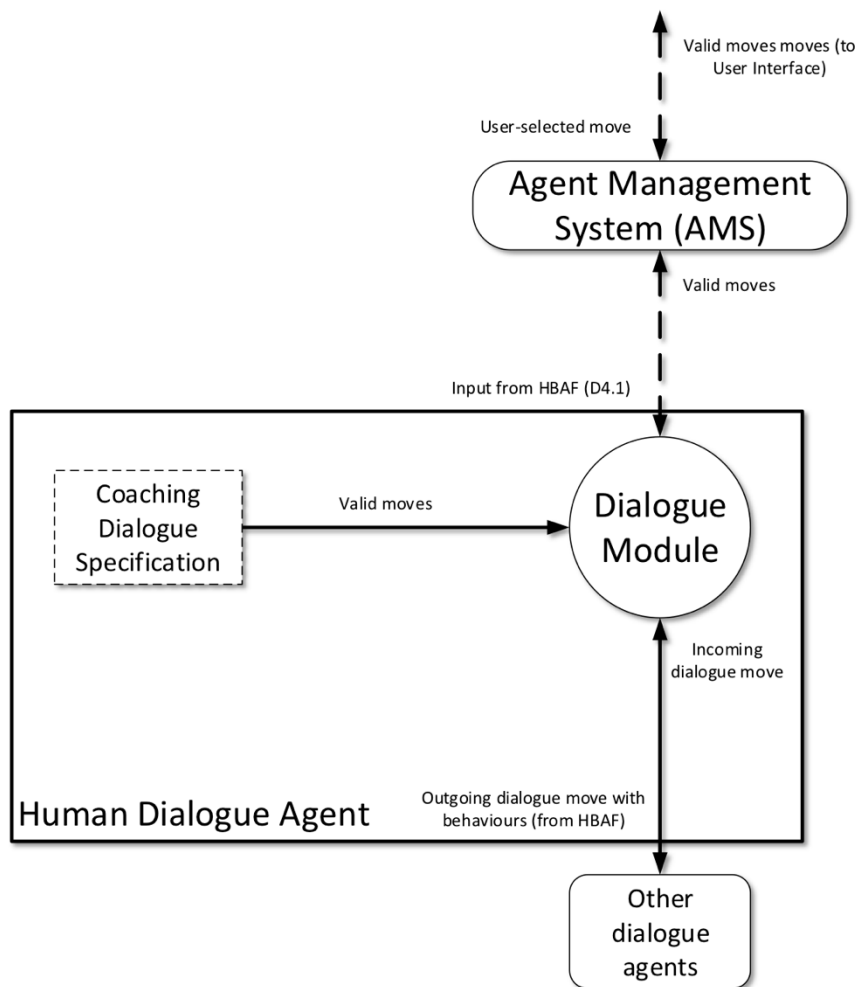 Valid moves moves (to
User Interface)
User-selected move
Agent Management
System (AMS)
Valid moves
Input from HBAF (D4.1)
Coaching
Dialogue
Specification
Valid moves
Dialogue
Module
Incoming
dialogue move
Outgoing dialogue move with
behaviours (from HBAF)
Human Dialogue Agent
Other
dialogue
agents